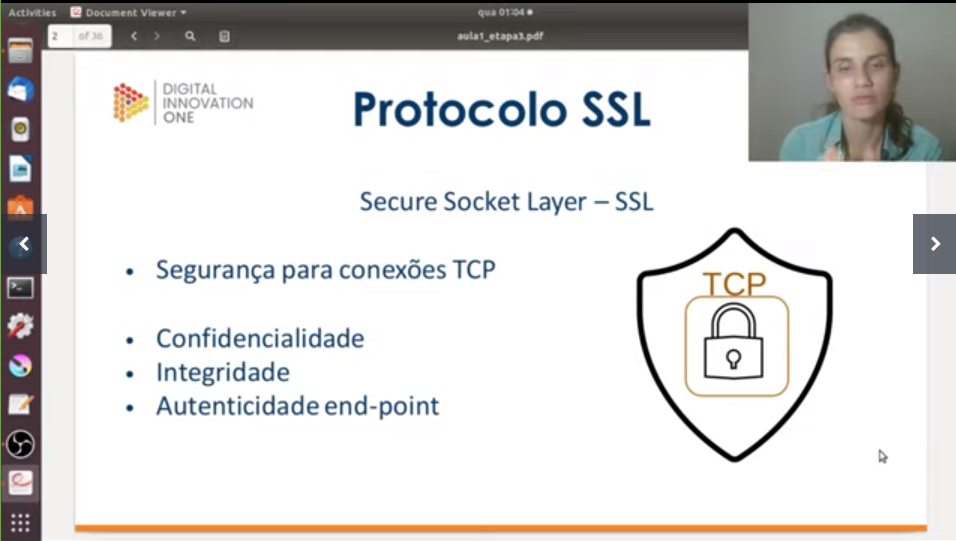 Activities
Document Viewer
qua 01:04
2 of 36
aula1_etapa3.pdf
DIGITAL
INNOVATION
ONE
Protocolo SSL
Secure Socket Layer – SSL
• Segurança para conexões TCP
• Confidencialidade
• Integridade
• Autenticidade end-point
TCP